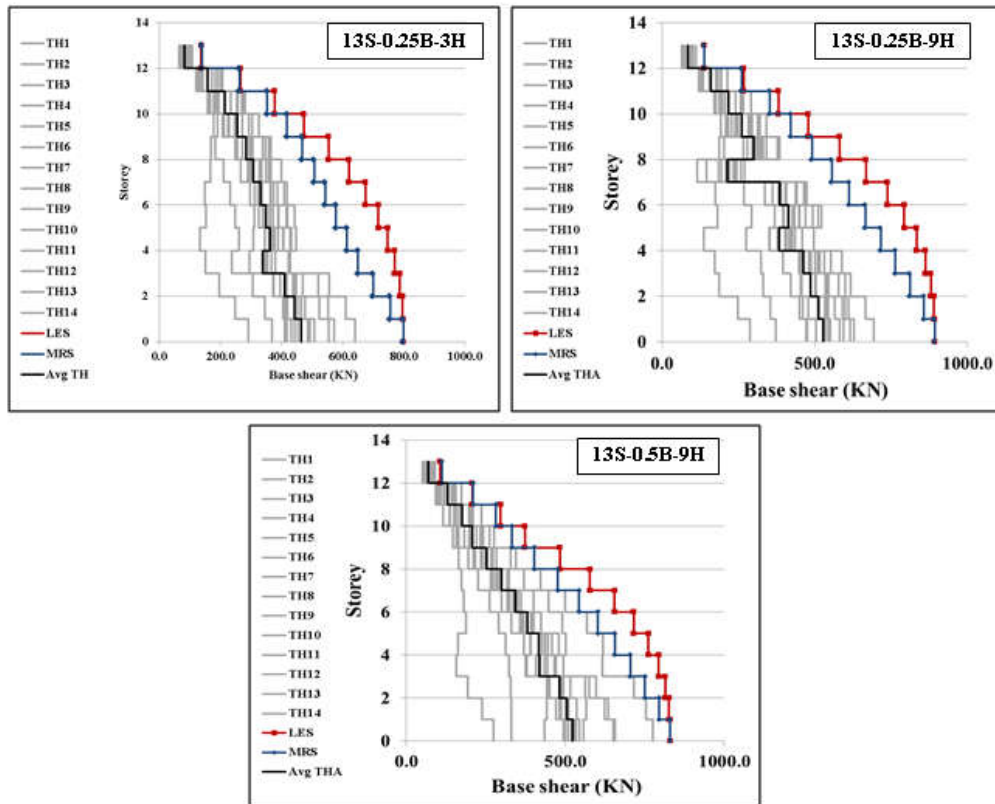 13S-0.25B-3H
14
12
10
8
6
4
2
0
Storey
TH1
TH2
TH3
TH4
TH5
TH6
TH7
TH8
TH9
TH10
TH11
TH12
TH13
TH14
LES
MRS
Avg TH
0.0 200.0 400.0 600.0 800.0 1000.0
Base shear (KN)
13S-0.25B-9H
14
12
10
8
6
4
2
0
Storey
TH1
TH2
TH3
TH4
TH5
TH6
TH7
TH8
TH9
TH10
TH11
TH12
TH13
TH14
LES
MRS
Avg THA
0.0 500.0 1000.0
Base shear (KN)
13S-0.5B-9H
14
12
10
8
6
4
2
0
Storey
TH1
TH2
TH3
TH4
TH5
TH6
TH7
TH8
TH9
TH10
TH11
TH12
TH13
TH14
LES
MRS
Avg THA
0.0 500.0 1000.0
Base shear (KN)